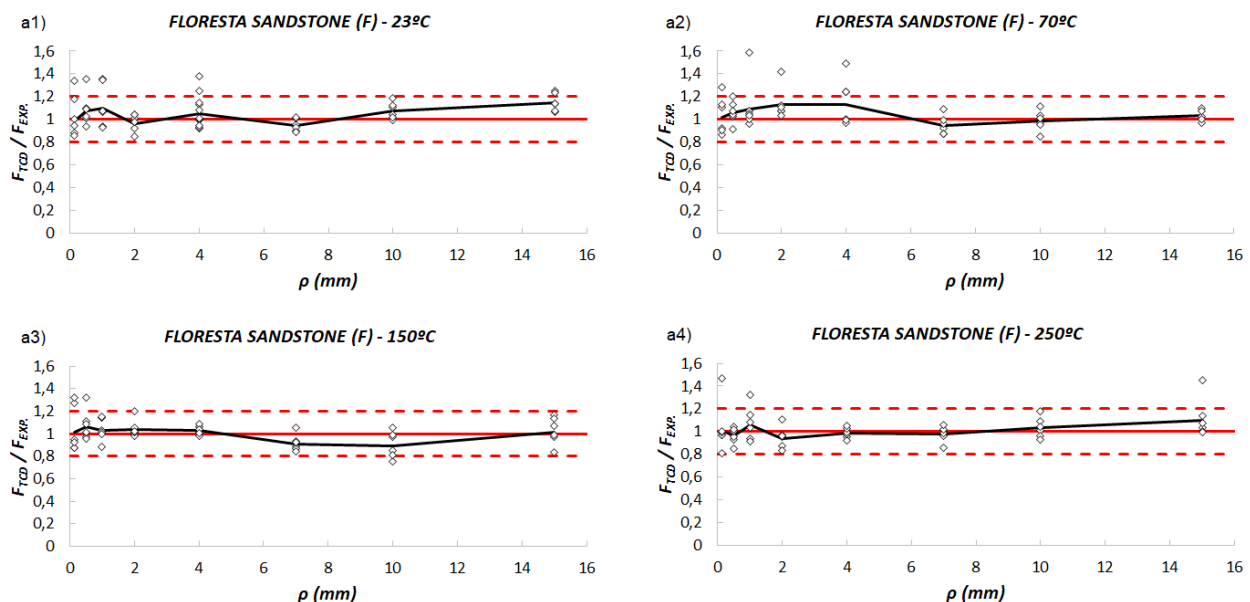 a1)
FLORESTA SANDSTONE (F) - 23ºC
1,6
1,4
1,2
1
0,8
0,6
0,4
0,2
0
F_TCD / F_EXP.
0 2 4 6 8 10 12 14 16
ρ (mm)
a2)
FLORESTA SANDSTONE (F) - 70ºC
1,6
1,4
1,2
1
0,8
0,6
0,4
0,2
0
F_TCD / F_EXP.
0 2 4 6 8 10 12 14 16
ρ (mm)
a3)
FLORESTA SANDSTONE (F) - 150ºC
1,6
1,4
1,2
1
0,8
0,6
0,4
0,2
0
F_TCD / F_EXP.
0 2 4 6 8 10 12 14 16
ρ (mm)
a4)
FLORESTA SANDSTONE (F) - 250ºC
1,6
1,4
1,2
1
0,8
0,6
0,4
0,2
0
F_TCD / F_EXP.
0 2 4 6 8 10 12 14 16
ρ (mm)